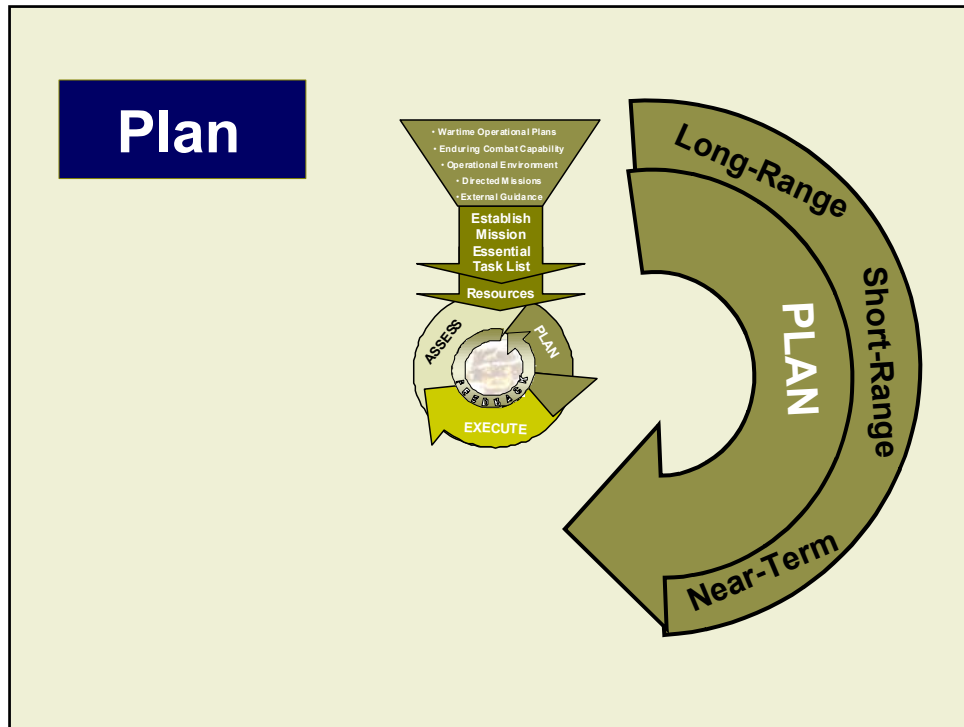 Plan
• Wartime Operational Plans
• Enduring Combat Capability
• Operational Environment
• Directed Missions
• External Guidance
Establish
Mission
Essential
Task List
Resources
ASSESS
PLAN
FEEDBACK
EXECUTE
Long-Range
Short-Range
Near-Term
PLAN